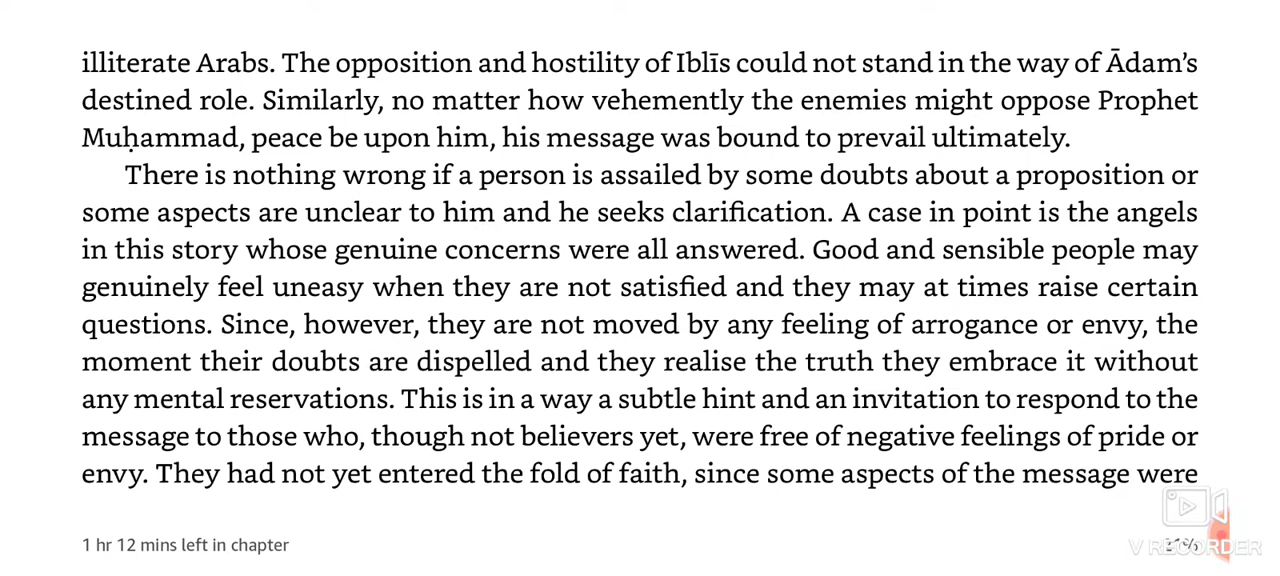 illiterate Arabs. The opposition and hostility of Iblīs could not stand in the way of Ādam's
destined role. Similarly, no matter how vehemently the enemies might oppose Prophet
Muḥammad, peace be upon him, his message was bound to prevail ultimately.
There is nothing wrong if a person is assailed by some doubts about a proposition or
some aspects are unclear to him and he seeks clarification. A case in point is the angels
in this story whose genuine concerns were all answered. Good and sensible people may
genuinely feel uneasy when they are not satisfied and they may at times raise certain
questions. Since, however, they are not moved by any feeling of arrogance or envy, the
moment their doubts are dispelled and they realise the truth they embrace it without
any mental reservations. This is in a way a subtle hint and an invitation to respond to the
message to those who, though not believers yet, were free of negative feelings of pride or
envy. They had not yet entered the fold of faith, since some aspects of the message were
1 hr 12 mins left in chapter
V RECORDER